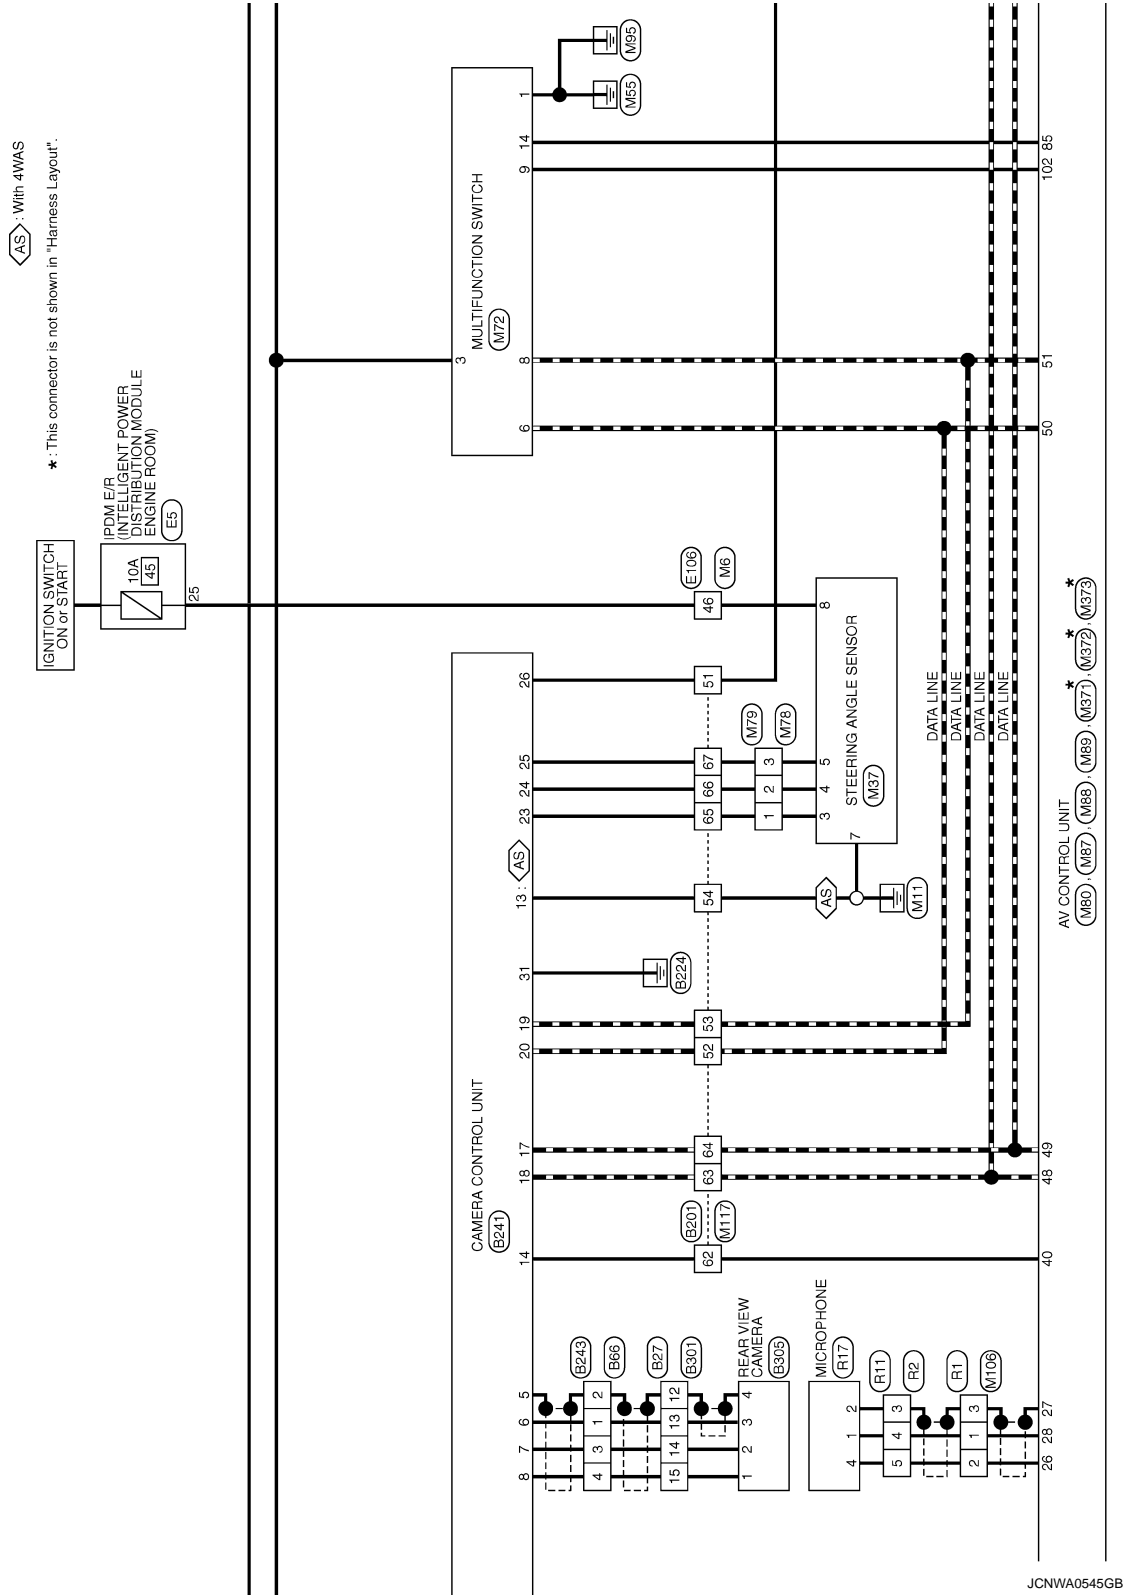 AS : With 4WAS
* : This connector is not shown in "Harness Layout".
IGNITION SWITCH
ON or START
IPDM E/R
(INTELLIGENT POWER
DISTRIBUTION MODULE
ENGINE ROOM)
E5
10A
45
25
MULTIFUNCTION SWITCH
M72
3
6
8
9
14
1
M55
M95
CAMERA CONTROL UNIT
B241
8
7
6
5
14
18
17
20
19
31
13 : AS
23
24
25
26
B243
B66
4
3
1
2
B27
B301
15
14
13
12
REAR VIEW
CAMERA
B305
1
2
3
4
B201
M117
62
63
64
52
53
B224
54
65
66
67
51
M79
M78
1
2
3
E106
M6
46
STEERING ANGLE SENSOR
M37
3
4
5
8
7
AS
M11
MICROPHONE
R17
4
1
2
R11
R2
5
4
3
R1
M106
2
1
3
DATA LINE
DATA LINE
DATA LINE
DATA LINE
26
28
27
40
48
49
50
51
102
85
AV CONTROL UNIT
M80 , M87 , M88 , M89 , M371 * , M372 * , M373 *
JCNWA0545GB